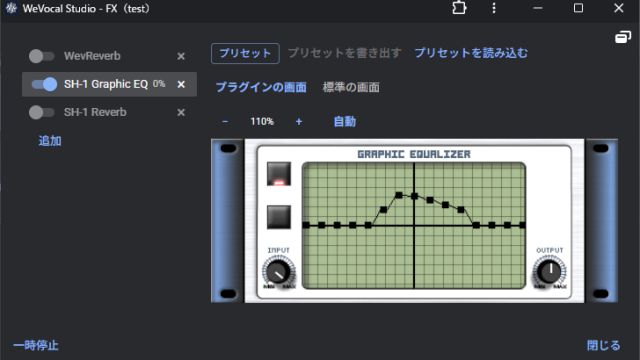 WeVocal Studio - FX（test）
WevReverb
SH-1 Graphic EQ 0%
SH-1 Reverb
追加
プリセット プリセットを書き出す プリセットを読み込む
プラグインの画面 標準の画面
− 110% + 自動
GRAPHIC EQUALIZER
INPUT
MIN MAX
OUTPUT
MIN MAX
一時停止
閉じる